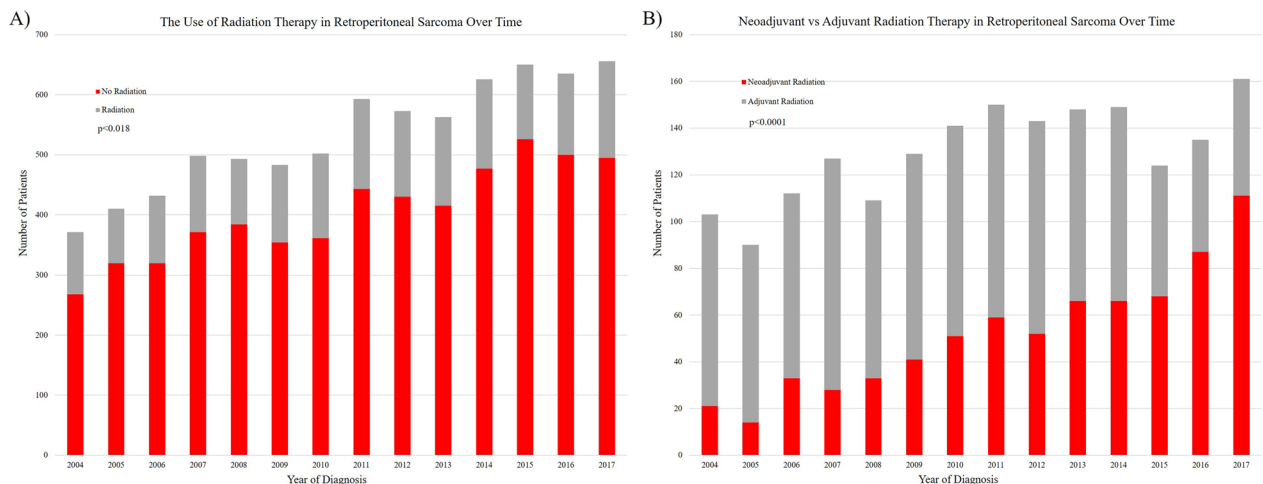 A)
The Use of Radiation Therapy in Retroperitoneal Sarcoma Over Time
700
600
500
400
300
200
100
0
Number of Patients
No Radiation
Radiation
p<0.018
2004 2005 2006 2007 2008 2009 2010 2011 2012 2013 2014 2015 2016 2017
Year of Diagnosis
B)
Neoadjuvant vs Adjuvant Radiation Therapy in Retroperitoneal Sarcoma Over Time
180
160
140
120
100
80
60
40
20
0
Number of Patients
Neoadjuvant Radiation
Adjuvant Radiation
p<0.0001
2004 2005 2006 2007 2008 2009 2010 2011 2012 2013 2014 2015 2016 2017
Year of Diagnosis